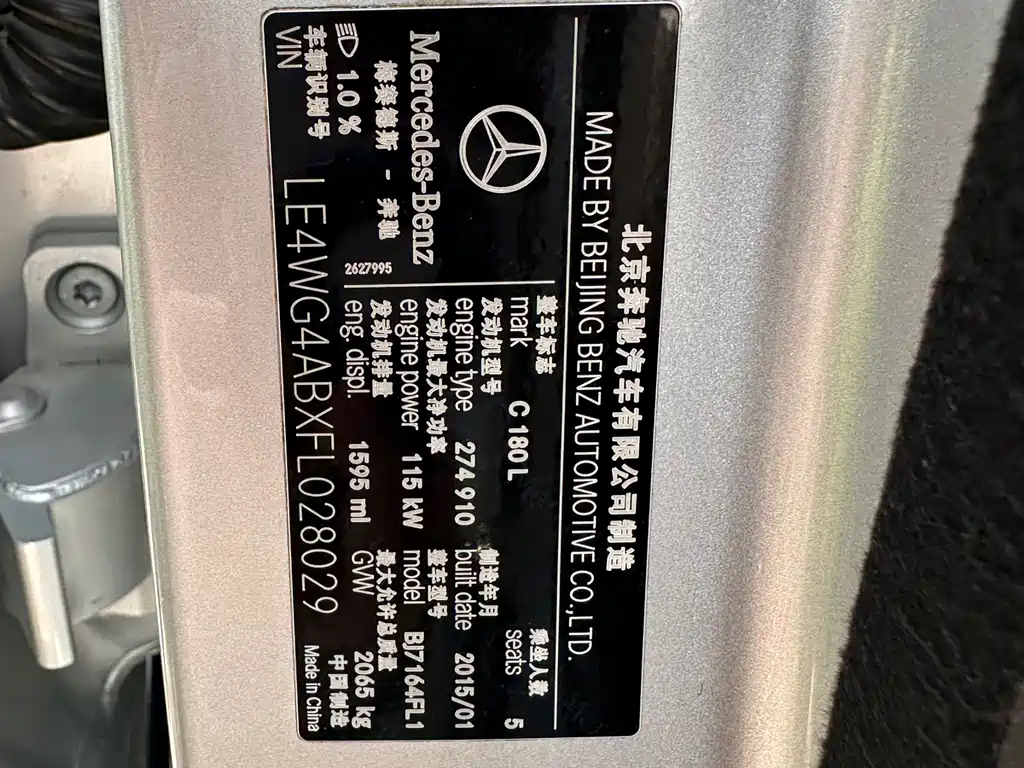 北京奔驰汽车有限公司制造
MADE BY BEIJING BENZ AUTOMOTIVE CO.,LTD.
Mercedes-Benz
梅赛德斯 - 奔驰
2627995
整车标志
mark C 180 L
乘坐人数
seats 5
发动机型号
engine type 274 910
制造年月
built date 2015/01
发动机最大净功率
engine power 115 kW
整车型号
model BJ7164FL1
发动机排量
eng. displ. 1595 ml
最大允许总质量
GVW 2065 kg
1.0 %
车辆识别号
VIN LE4WG4ABXFL028029
中国制造
Made in China